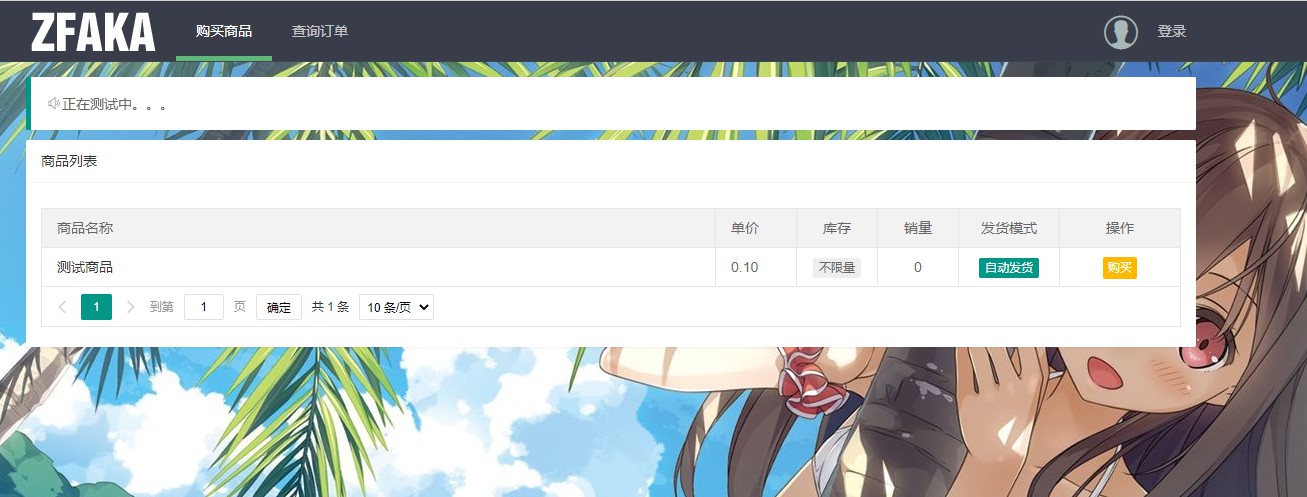 ZFAKA 购买商品 查询订单 登录
正在测试中。。。
商品列表
商品名称 单价 库存 销量 发货模式 操作
测试商品 0.10 不限量 0 自动发货 购买
1 到第 1 页 确定 共 1 条 10 条/页